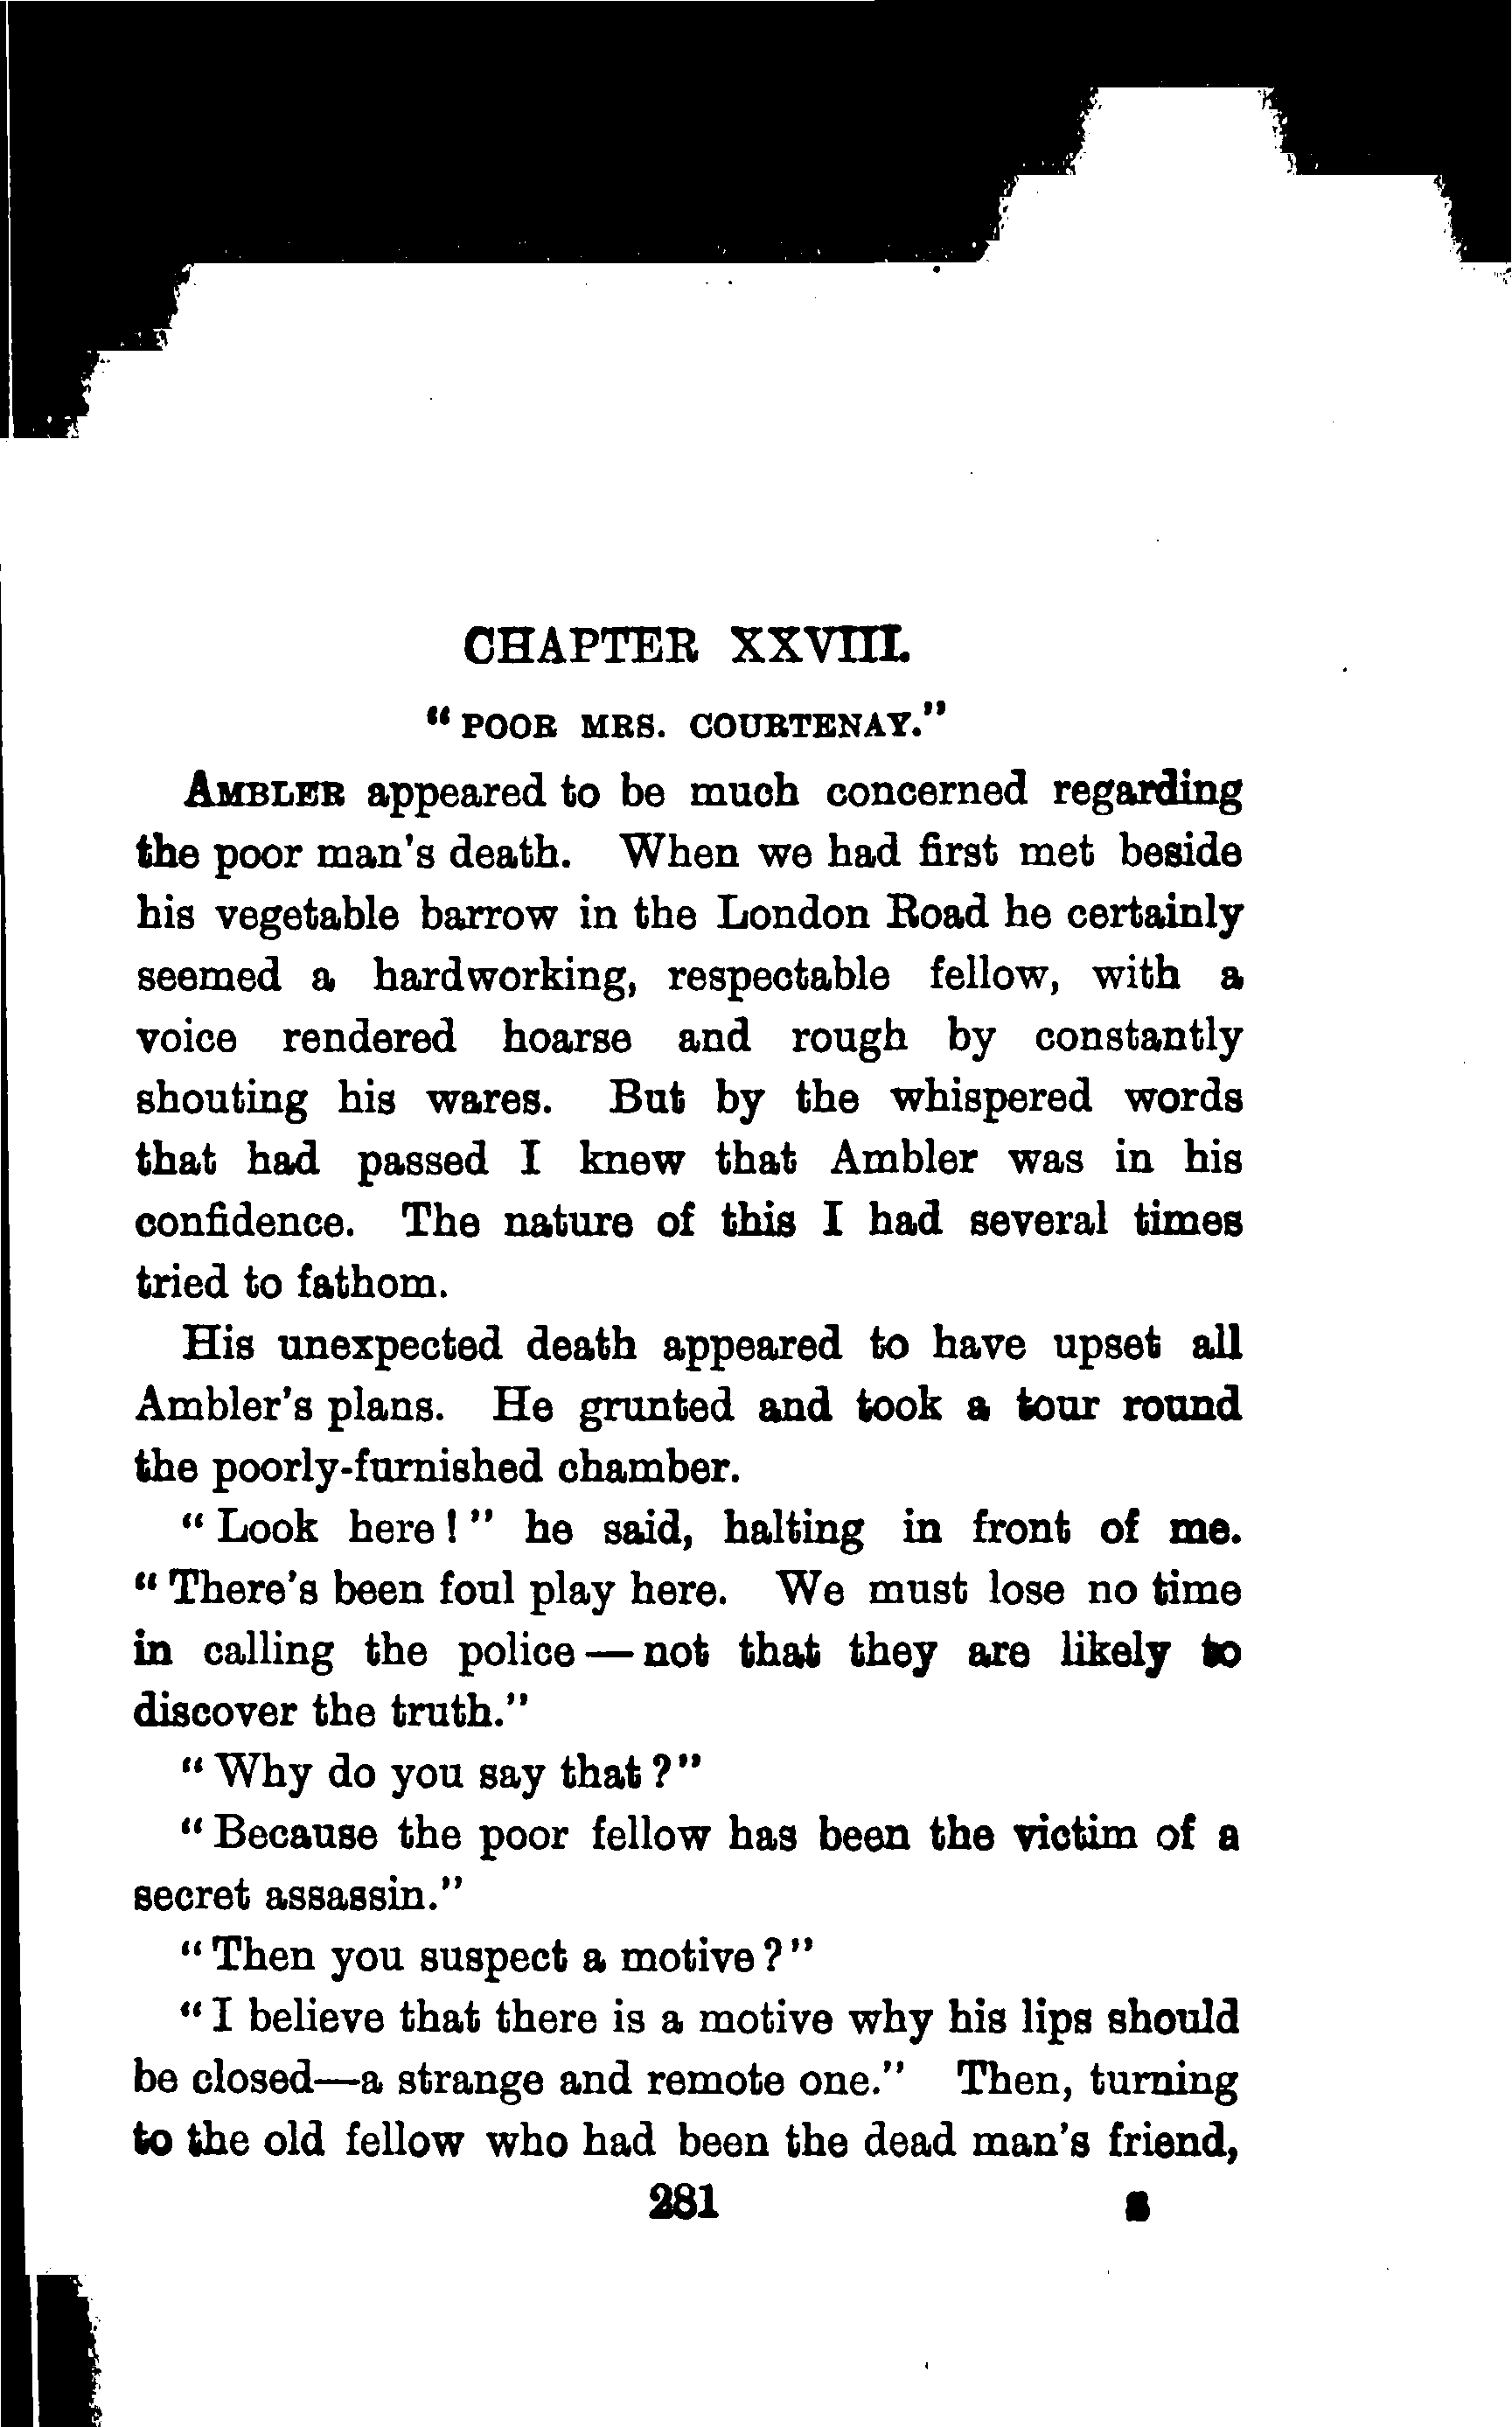 CHAPTER XXVIII.
"POOR MRS. COURTENAY."
AMBLER appeared to be much concerned regarding
the poor man's death. When we had first met beside
his vegetable barrow in the London Road he certainly
seemed a hardworking, respectable fellow, with a
voice rendered hoarse and rough by constantly
shouting his wares. But by the whispered words
that had passed I knew that Ambler was in his
confidence. The nature of this I had several times
tried to fathom.
His unexpected death appeared to have upset all
Ambler's plans. He grunted and took a tour round
the poorly-furnished chamber.
"Look here!" he said, halting in front of me.
"There's been foul play here. We must lose no time
in calling the police — not that they are likely to
discover the truth."
"Why do you say that?"
"Because the poor fellow has been the victim of a
secret assassin."
"Then you suspect a motive?"
"I believe that there is a motive why his lips should
be closed—a strange and remote one." Then, turning
to the old fellow who had been the dead man's friend,
281